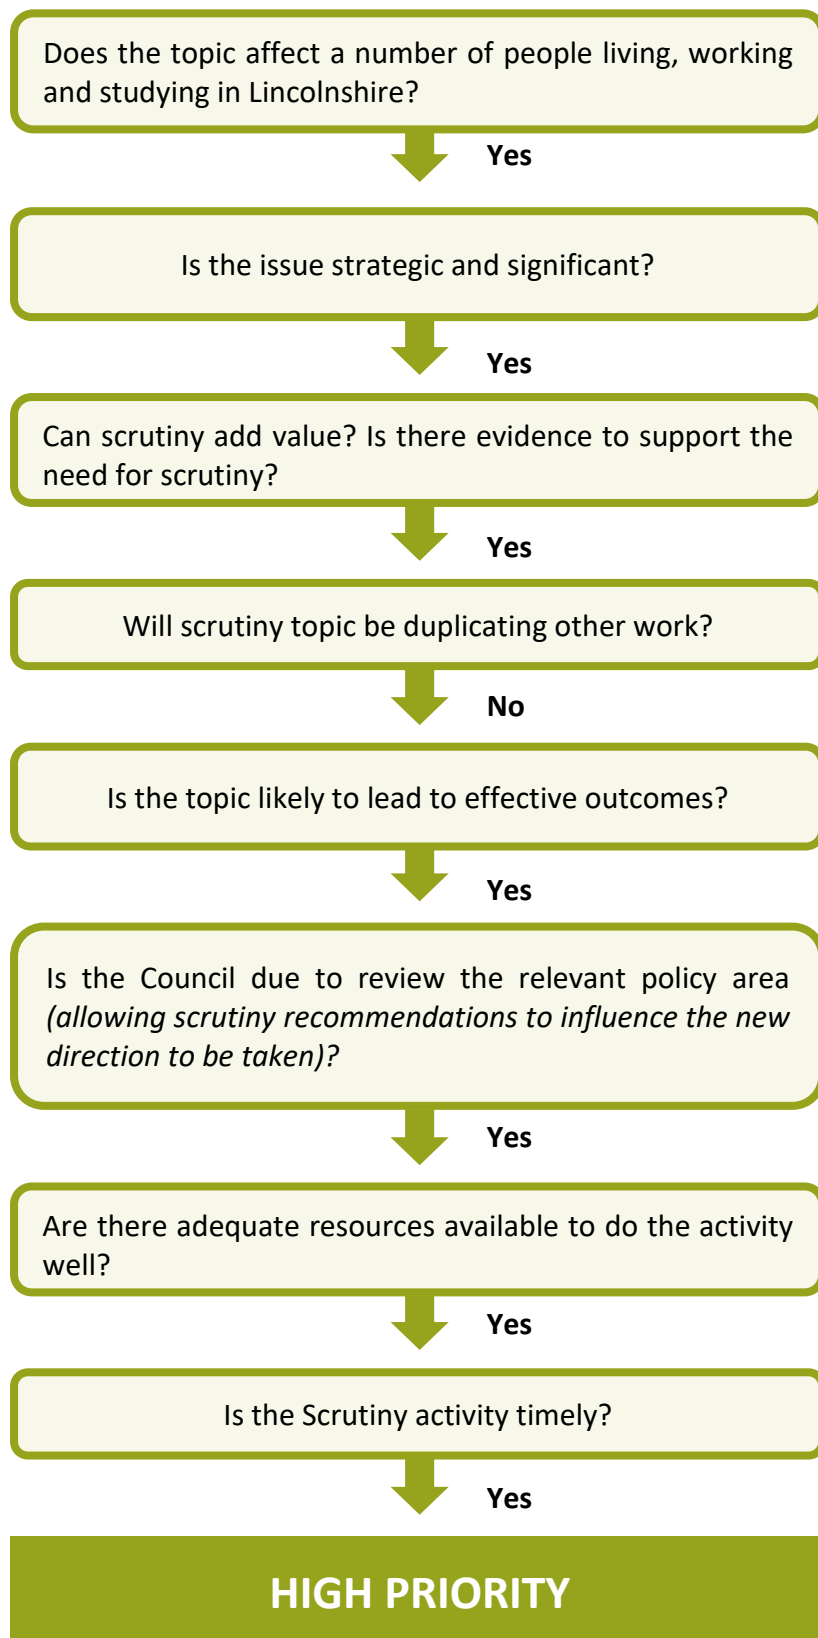 Does the topic affect a number of people living, working
and studying in Lincolnshire?
Yes
Is the issue strategic and significant?
Yes
Can scrutiny add value? Is there evidence to support the
need for scrutiny?
Yes
Will scrutiny topic be duplicating other work?
No
Is the topic likely to lead to effective outcomes?
Yes
Is the Council due to review the relevant policy area
(allowing scrutiny recommendations to influence the new
direction to be taken)?
Yes
Are there adequate resources available to do the activity
well?
Yes
Is the Scrutiny activity timely?
Yes
HIGH PRIORITY